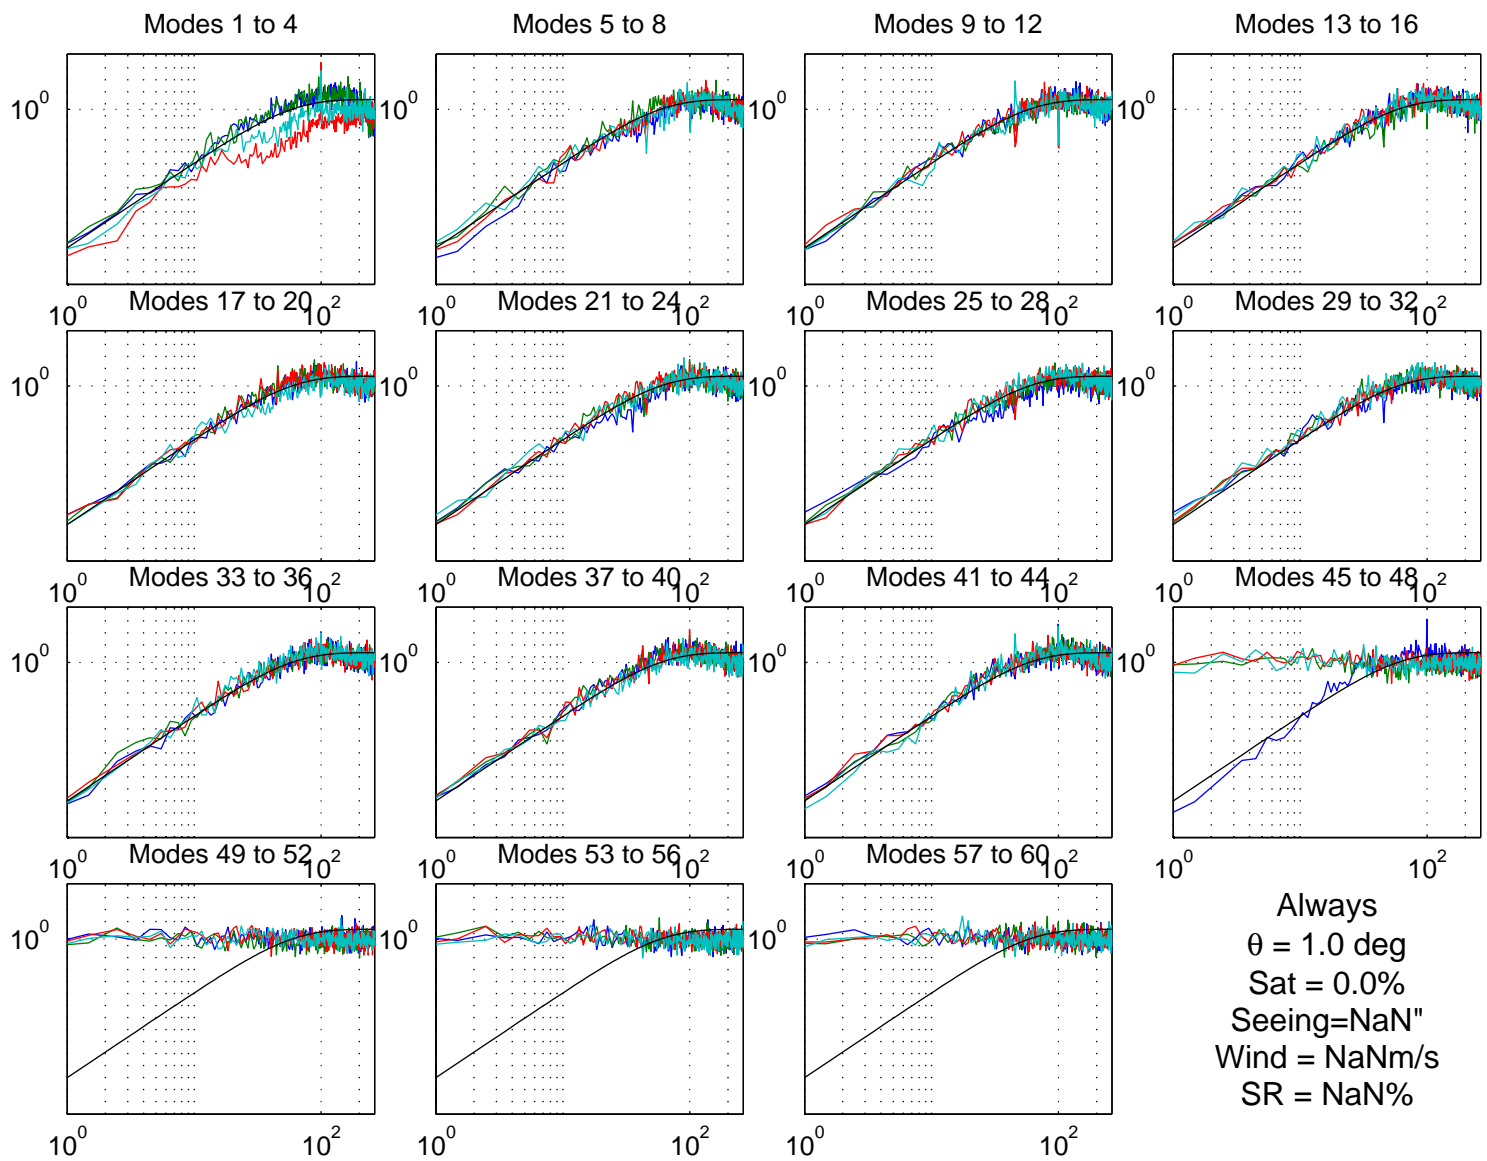 Modes 1 to 4
Modes 5 to 8
Modes 9 to 12
Modes 13 to 16
10^0
10^0
10^0
10^0
10^0
10^2
10^0
10^2
10^0
10^2
10^0
10^2
Modes 17 to 20
Modes 21 to 24
Modes 25 to 28
Modes 29 to 32
10^0
10^0
10^0
10^0
10^0
10^2
10^0
10^2
10^0
10^2
10^0
10^2
Modes 33 to 36
Modes 37 to 40
Modes 41 to 44
Modes 45 to 48
10^0
10^0
10^0
10^0
10^0
10^2
10^0
10^2
10^0
10^2
10^0
10^2
Modes 49 to 52
Modes 53 to 56
Modes 57 to 60
10^0
10^0
10^0
10^0
10^2
10^0
10^2
10^0
10^2
Always
θ = 1.0 deg
Sat = 0.0%
Seeing=NaN"
Wind = NaNm/s
SR = NaN%